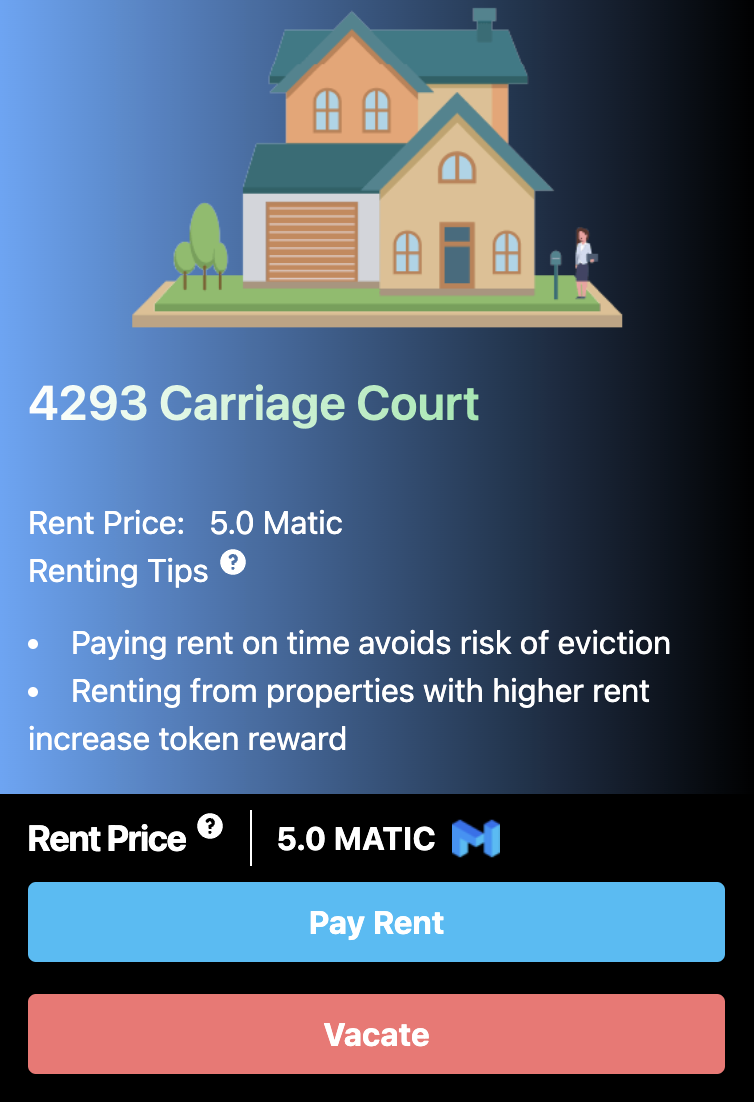 4293 Carriage Court
Rent Price: 5.0 Matic
Renting Tips ?
• Paying rent on time avoids risk of eviction
• Renting from properties with higher rent
increase token reward
Rent Price ? 5.0 MATIC
Pay Rent
Vacate